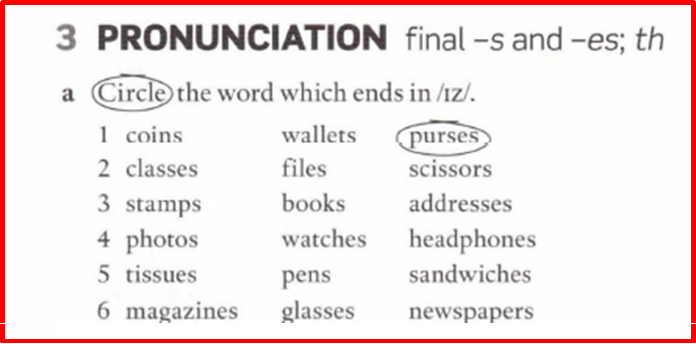 3 PRONUNCIATION final –s and –es; th
a Circle the word which ends in /ɪz/.
1 coins wallets purses
2 classes files scissors
3 stamps books addresses
4 photos watches headphones
5 tissues pens sandwiches
6 magazines glasses newspapers